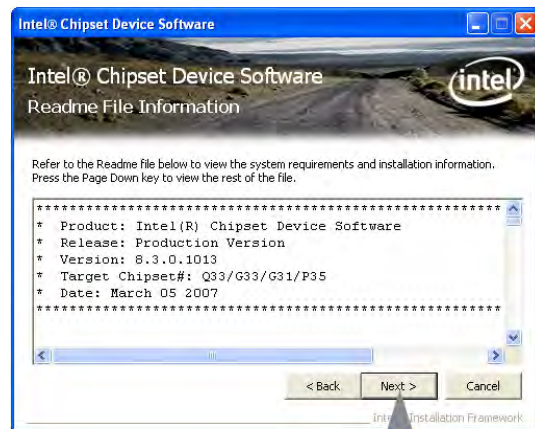 Intel® Chipset Device Software
Intel® Chipset Device Software
Readme File Information
intel
Refer to the Readme file below to view the system requirements and installation information.
Press the Page Down key to view the rest of the file.
************************************************************
* Product: Intel(R) Chipset Device Software
* Release: Production Version
* Version: 8.3.0.1013
* Target Chipset#: Q33/G33/G31/P35
* Date: March 05 2007
************************************************************
< Back
Next >
Cancel
Installation Framework